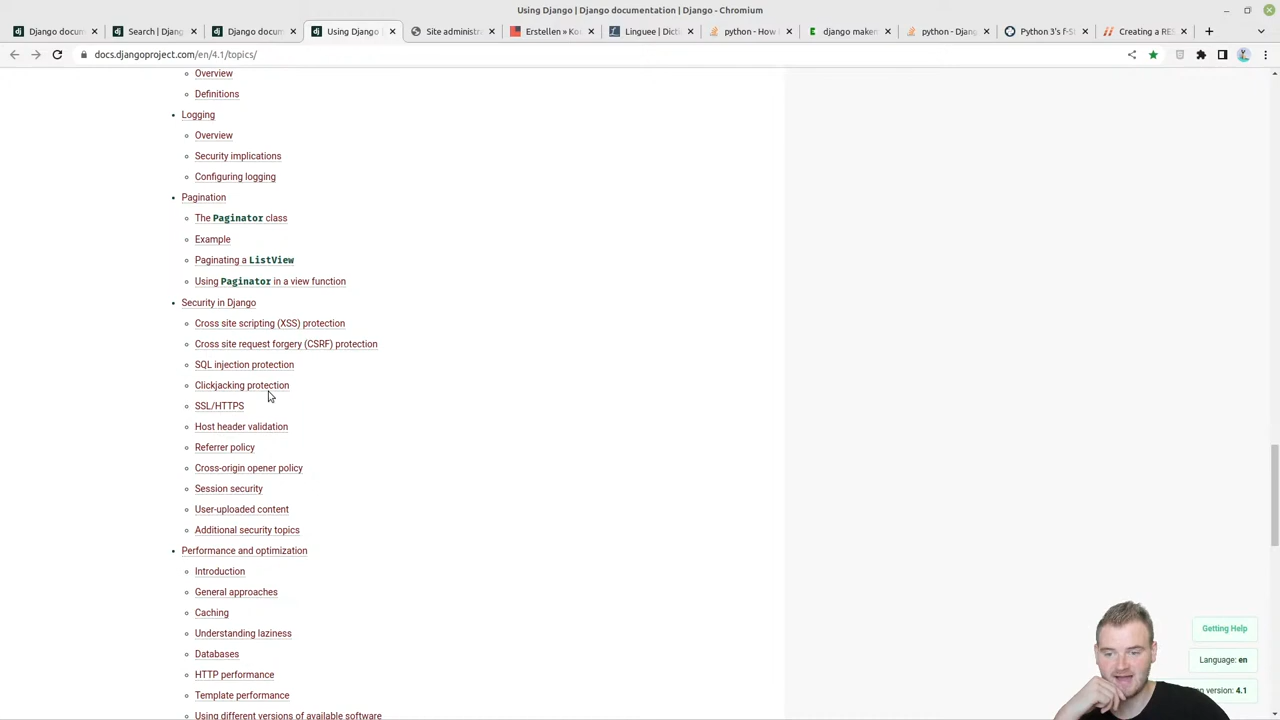 Using Django | Django documentation | Django - Chromium
Django docum
Search | Djang
Django docum
Using Django
Site administra
Erstellen » Ko
Linguee | Dict
python - How
django maken
python - Djang
Python 3's f-S
Creating a RES
docs.djangoproject.com/en/4.1/topics/
Overview
Definitions
Logging
Overview
Security implications
Configuring logging
Pagination
The Paginator class
Example
Paginating a ListView
Using Paginator in a view function
Security in Django
Cross site scripting (XSS) protection
Cross site request forgery (CSRF) protection
SQL injection protection
Clickjacking protection
SSL/HTTPS
Host header validation
Referrer policy
Cross-origin opener policy
Session security
User-uploaded content
Additional security topics
Performance and optimization
Introduction
General approaches
Caching
Understanding laziness
Databases
HTTP performance
Template performance
Using different versions of available software
Getting Help
Language: en
version: 4.1